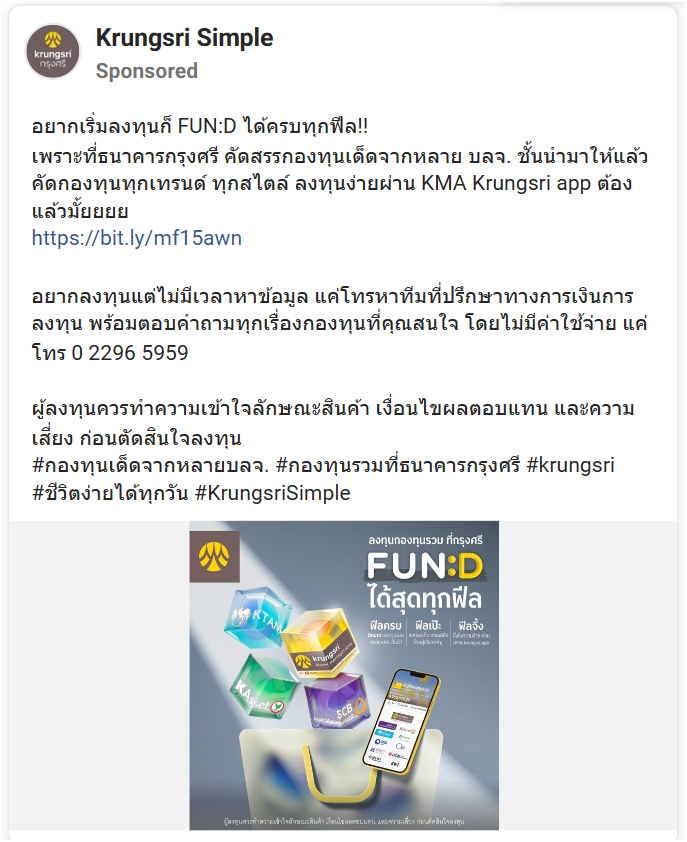 Krungsri Simple
Sponsored
krungsri
กรุงศรี
อยากเริ่มลงทุนก็ FUN:D ได้ครบทุกฟีล!!
เพราะที่ธนาคารกรุงศรี คัดสรรกองทุนเด็ดจากหลาย บลจ. ชั้นนำมาให้แล้ว
คัดกองทุนทุกเทรนด์ ทุกสไตล์ ลงทุนง่ายผ่าน KMA Krungsri app ต้อง
แล้วมั้ยยยย
https://bit.ly/mf15awn
อยากลงทุนแต่ไม่มีเวลาหาข้อมูล แค่โทรหาทีมที่ปรึกษาทางการเงินการ
ลงทุน พร้อมตอบคำถามทุกเรื่องกองทุนที่คุณสนใจ โดยไม่มีค่าใช้จ่าย แค่
โทร 0 2296 5959
ผู้ลงทุนควรทำความเข้าใจลักษณะสินค้า เงื่อนไขผลตอบแทน และความ
เสี่ยง ก่อนตัดสินใจลงทุน
#กองทุนเด็ดจากหลายบลจ. #กองทุนรวมที่ธนาคารกรุงศรี #krungsri
#ชีวิตง่ายได้ทุกวัน #KrungsriSimple
ลงทุนกองทุนรวม ที่กรุงศรี
FUN:D
ได้สุดทุกฟีล
ฟีลครบ ฟีลเป๊ะ ฟีลจึ้ง
KTAM
krungsri
KAsset
SCB
ผู้ลงทุนควรทำความเข้าใจลักษณะสินค้า เงื่อนไขผลตอบแทน และความเสี่ยง ก่อนตัดสินใจลงทุน